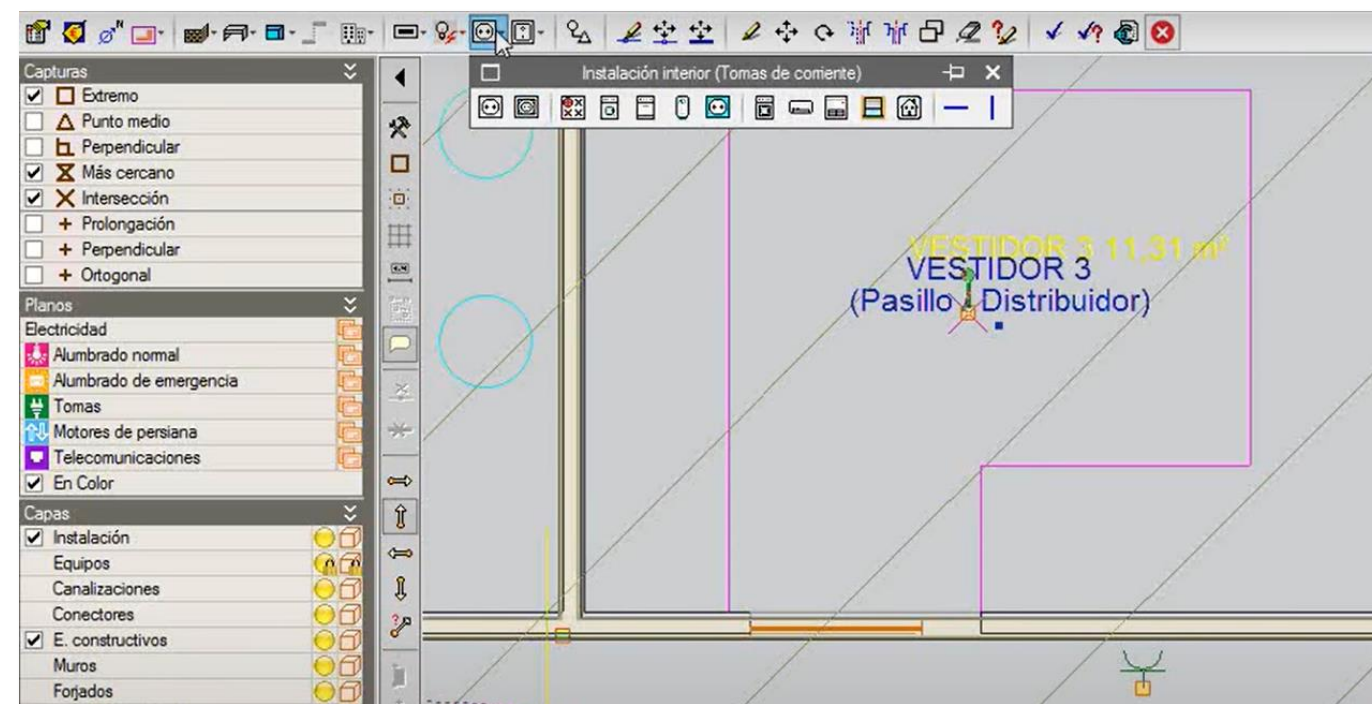 Instalación interior (Tomas de corriente)
Capturas
Extremo
Punto medio
Perpendicular
Más cercano
Intersección
Prolongación
Perpendicular
Ortogonal
Planos
Electricidad
Alumbrado normal
Alumbrado de emergencia
Tomas
Motores de persiana
Telecomunicaciones
En Color
Capas
Instalación
Equipos
Canalizaciones
Conectores
E. constructivos
Muros
Forjados
VESTIDOR 3 11,31 m²
VESTIDOR 3
(Pasillo / Distribuidor)